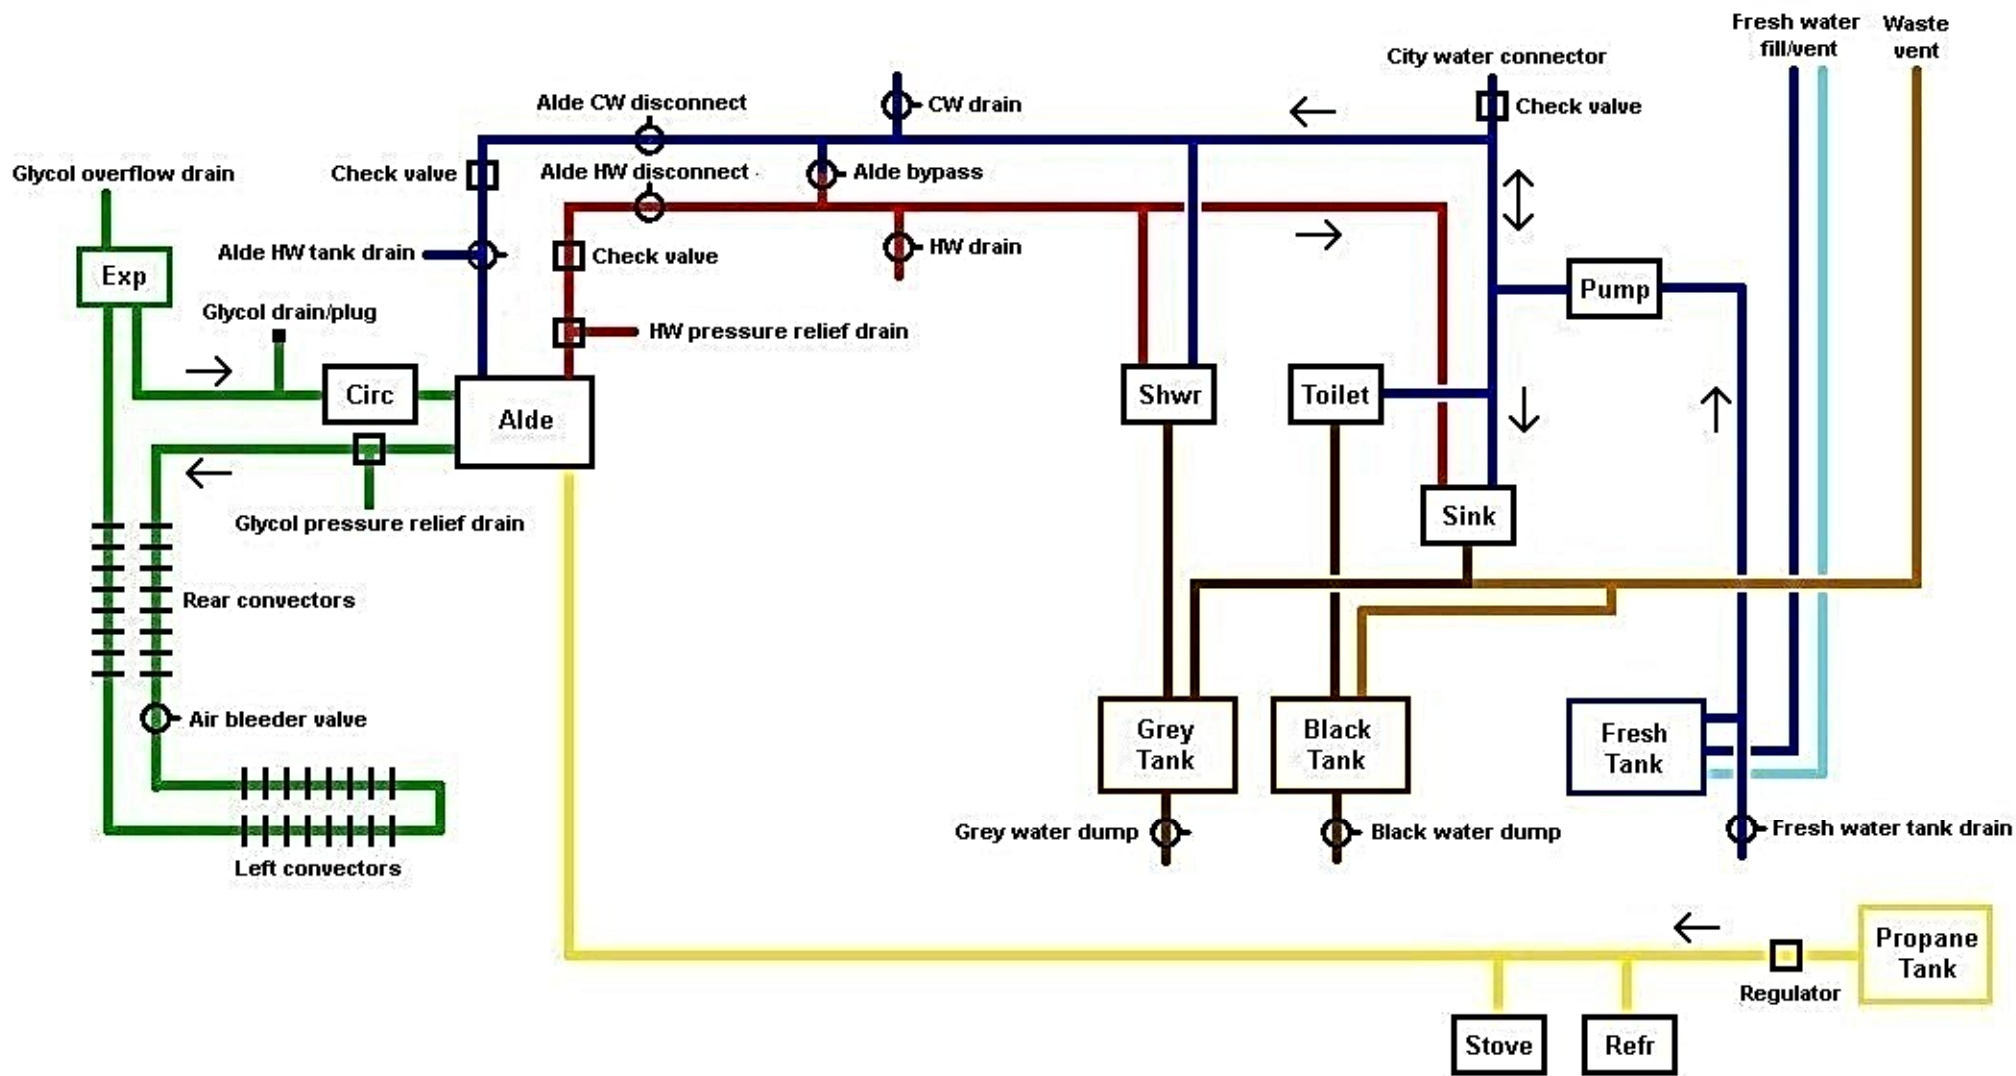 Fresh water
fill/vent
Waste
vent
City water connector
Alde CW disconnect
CW drain
Check valve
Glycol overflow drain
Check valve
Alde HW disconnect
Alde bypass
Alde HW tank drain
Check valve
HW drain
Exp
Pump
Glycol drain/plug
HW pressure relief drain
Circ
Alde
Shwr
Toilet
Glycol pressure relief drain
Sink
Rear convectors
Air bleeder valve
Grey
Tank
Black
Tank
Fresh
Tank
Grey water dump
Black water dump
Fresh water tank drain
Left convectors
Propane
Tank
Regulator
Stove
Refr